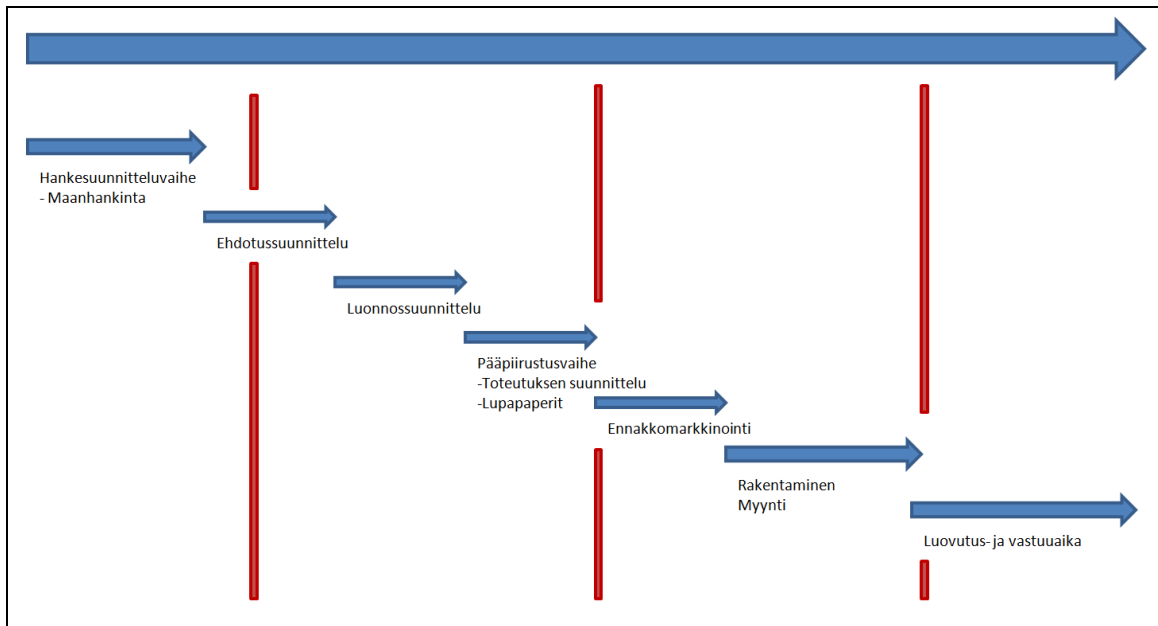 Hankesuunnitteluvaihe
- Maanhankinta
Ehdotussuunnittelu
Luonnossuunnittelu
Pääpiirustusvaihe
-Toteutuksen suunnittelu
-Lupapaperit
Ennakkomarkkinointi
Rakentaminen
Myynti
Luovutus- ja vastuuaika